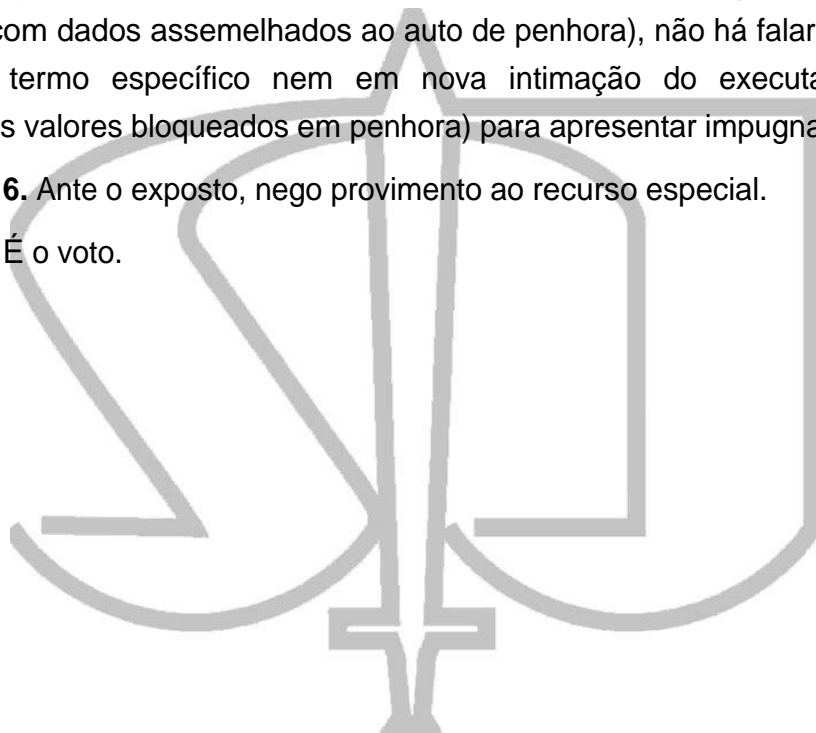 com dados assemelhados ao auto de penhora), não há falar
termo específico nem em nova intimação do executa
s valores bloqueados em penhora) para apresentar impugna
6. Ante o exposto, nego provimento ao recurso especial.
É o voto.